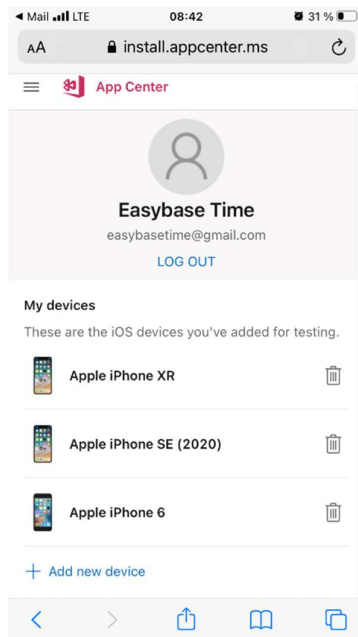 Mail LTE 08:42 31 %
AA install.appcenter.ms
App Center
Easybase Time
easybasetime@gmail.com
LOG OUT
My devices
These are the iOS devices you've added for testing.
Apple iPhone XR
Apple iPhone SE (2020)
Apple iPhone 6
Add new device